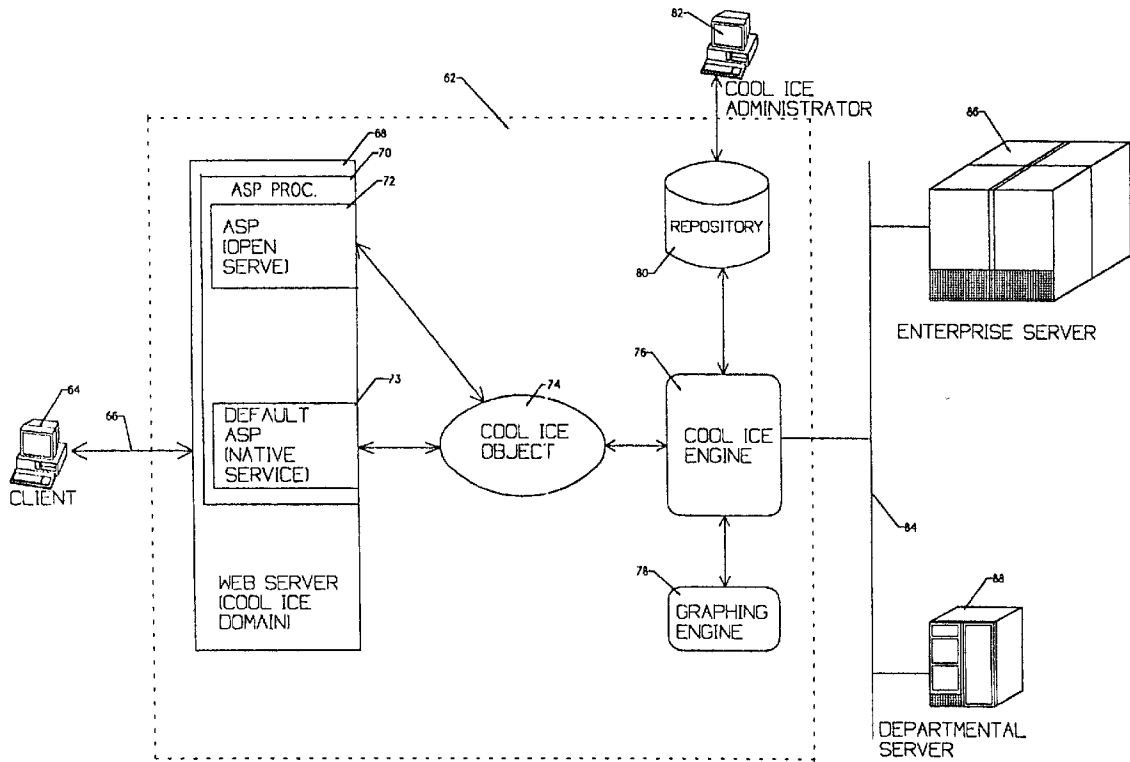 82
COOL ICE
ADMINISTRATOR
62
86
68
70
ASP PROC.
72
ASP
(OPEN
SERVE)
REPOSITORY
80
ENTERPRISE SERVER
64
66
CLIENT
73
DEFAULT
ASP
(NATIVE
SERVICE)
74
COOL ICE
OBJECT
76
COOL ICE
ENGINE
84
WEB SERVER
(COOL ICE
DOMAIN)
78
GRAPHING
ENGINE
88
DEPARTMENTAL
SERVER